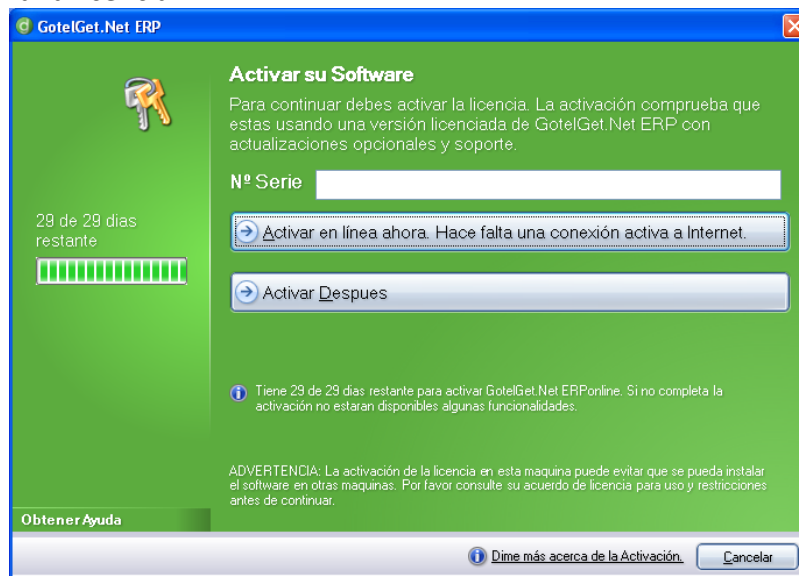 GotelGet.Net ERP
Activar su Software
Para continuar debes activar la licencia. La activación comprueba que
estas usando una versión licenciada de GotelGet.Net ERP con
actualizaciones opcionales y soporte.
Nº Serie
29 de 29 dias
restante
Activar en línea ahora. Hace falta una conexión activa a Internet.
Activar Despues
Tiene 29 de 29 dias restante para activar GotelGet.Net ERPonline. Si no completa la
activación no estaran disponibles algunas funcionalidades.
ADVERTENCIA: La activación de la licencia en esta maquina puede evitar que se pueda instalar
el software en otras maquinas. Por favor consulte su acuerdo de licencia para uso y restricciones
antes de continuar.
Obtener Ayuda
Dime más acerca de la Activación.
Cancelar